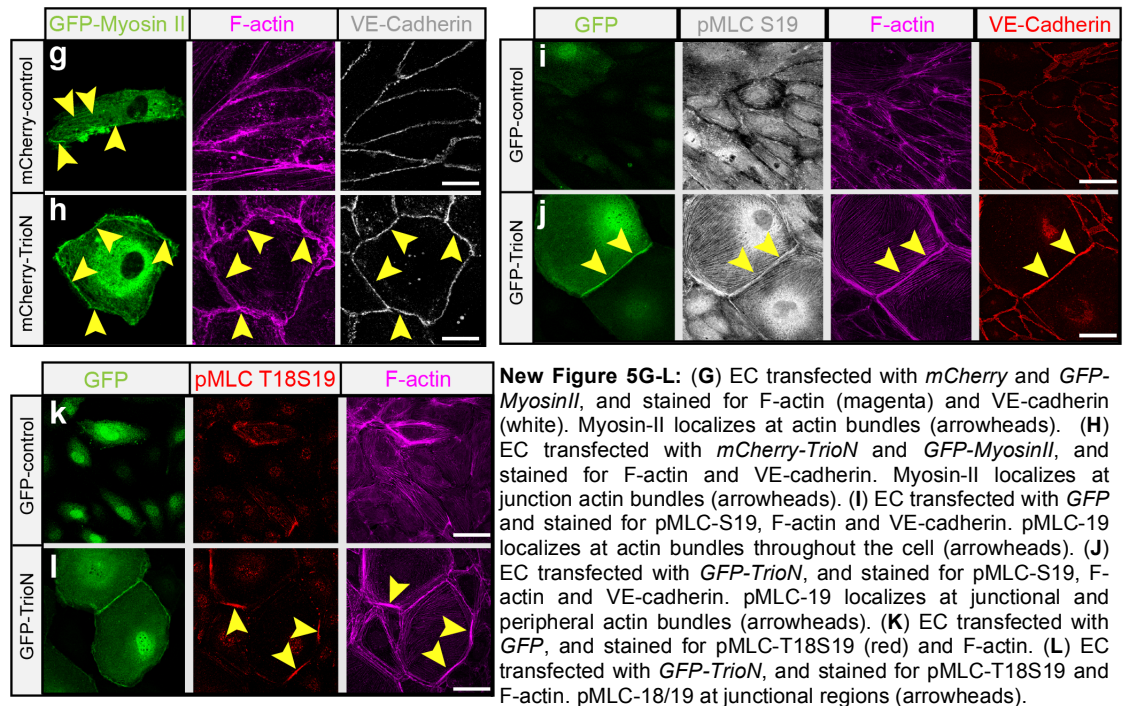 GFP-Myosin II F-actin VE-Cadherin
mCherry-control
g
mCherry-TrioN
h
GFP pMLC S19 F-actin VE-Cadherin
GFP-control
i
GFP-TrioN
j
GFP pMLC T18S19 F-actin
GFP-control
k
GFP-TrioN
l
New Figure 5G-L: (G) EC transfected with mCherry and GFP-
MyosinII, and stained for F-actin (magenta) and VE-cadherin
(white). Myosin-II localizes at actin bundles (arrowheads). (H)
EC transfected with mCherry-TrioN and GFP-MyosinII, and
stained for F-actin and VE-cadherin. Myosin-II localizes at
junction actin bundles (arrowheads). (I) EC transfected with GFP
and stained for pMLC-S19, F-actin and VE-cadherin. pMLC-19
localizes at actin bundles throughout the cell (arrowheads). (J)
EC transfected with GFP-TrioN, and stained for pMLC-S19, F-
actin and VE-cadherin. pMLC-19 localizes at junctional and
peripheral actin bundles (arrowheads). (K) EC transfected with
GFP, and stained for pMLC-T18S19 (red) and F-actin. (L) EC
transfected with GFP-TrioN, and stained for pMLC-T18S19 and
F-actin. pMLC-18/19 at junctional regions (arrowheads).